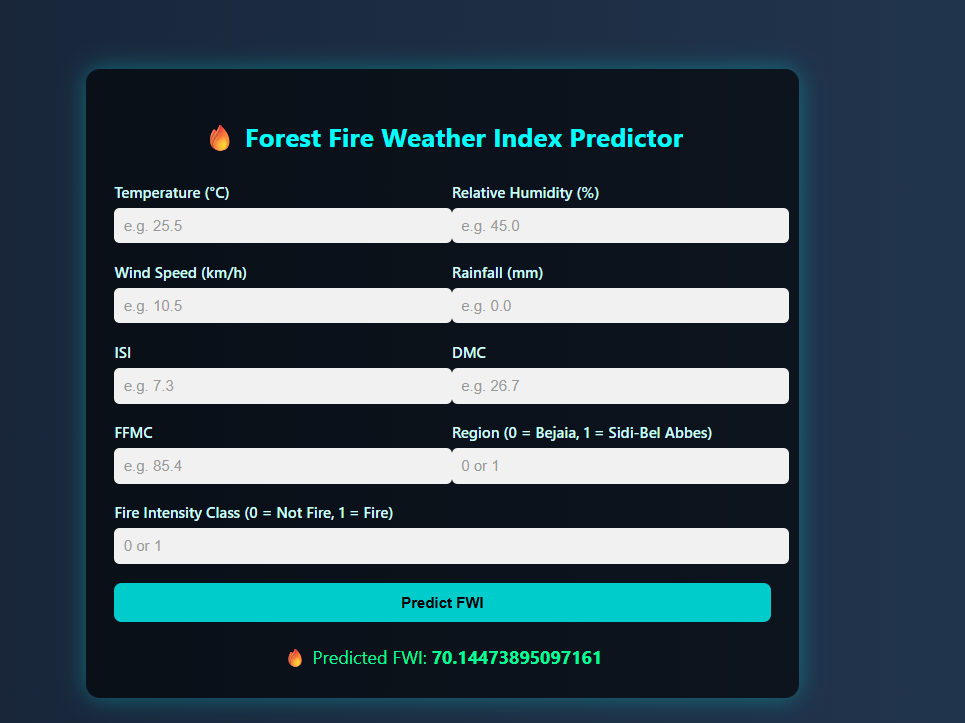 🔥 Forest Fire Weather Index Predictor
Temperature (°C) Relative Humidity (%)
e.g. 25.5 e.g. 45.0
Wind Speed (km/h) Rainfall (mm)
e.g. 10.5 e.g. 0.0
ISI DMC
e.g. 7.3 e.g. 26.7
FFMC Region (0 = Bejaia, 1 = Sidi-Bel Abbes)
e.g. 85.4 0 or 1
Fire Intensity Class (0 = Not Fire, 1 = Fire)
0 or 1
Predict FWI
🔥 Predicted FWI: 70.14473895097161